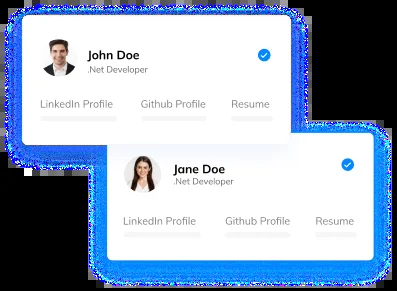 John Doe
.Net Developer
LinkedIn Profile Github Profile Resume
Jane Doe
.Net Developer
LinkedIn Profile Github Profile Resume